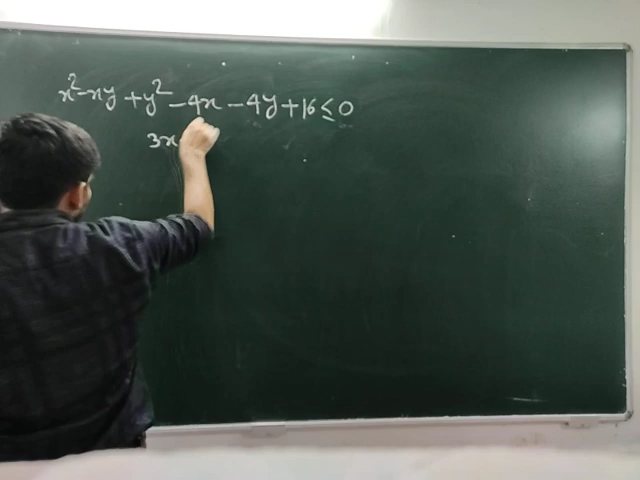 x² - xy + y² - 4x - 4y + 16 ≤ 0
3x